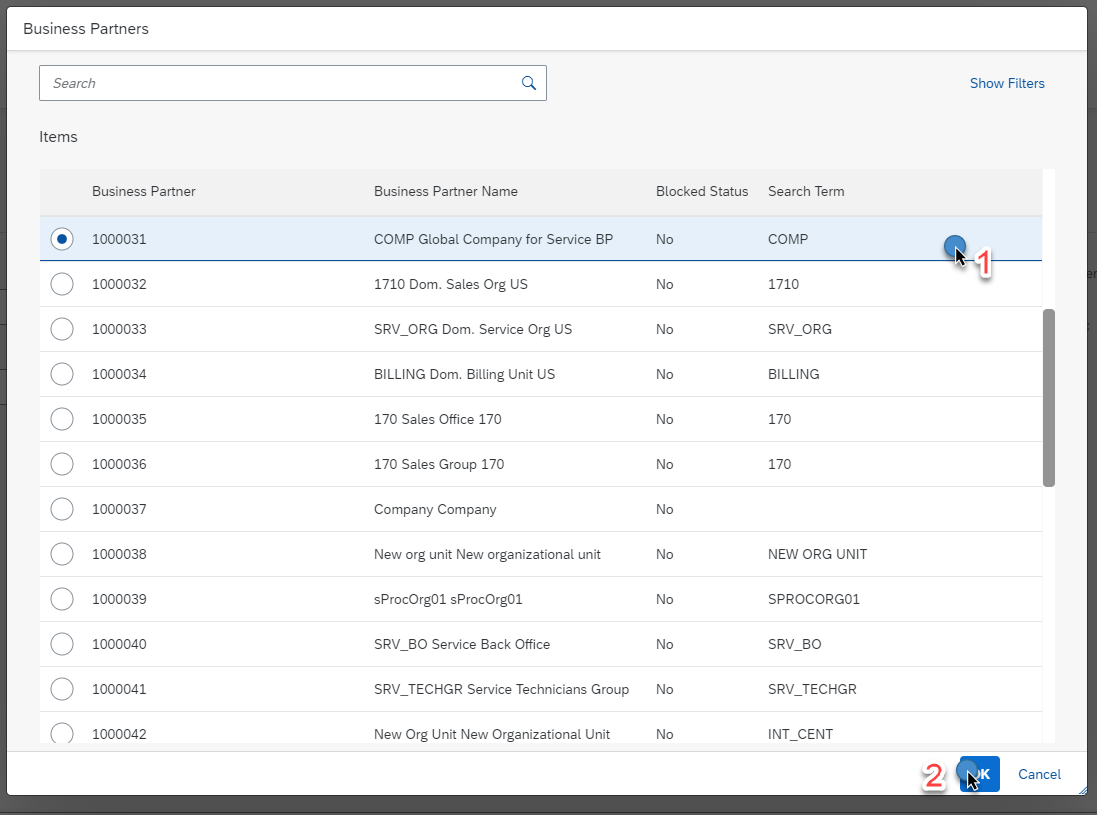 Business Partners
Search
Show Filters
Items
Business Partner Business Partner Name Blocked Status Search Term
1000031 COMP Global Company for Service BP No COMP
1
1000032 1710 Dom. Sales Org US No 1710
1000033 SRV_ORG Dom. Service Org US No SRV_ORG
1000034 BILLING Dom. Billing Unit US No BILLING
1000035 170 Sales Office 170 No 170
1000036 170 Sales Group 170 No 170
1000037 Company Company No
1000038 New org unit New organizational unit No NEW ORG UNIT
1000039 sProcOrg01 sProcOrg01 No SPROCORG01
1000040 SRV_BO Service Back Office No SRV_BO
1000041 SRV_TECHGR Service Technicians Group No SRV_TECHGR
1000042 New Org Unit New Organizational Unit No INT_CENT
2 OK Cancel